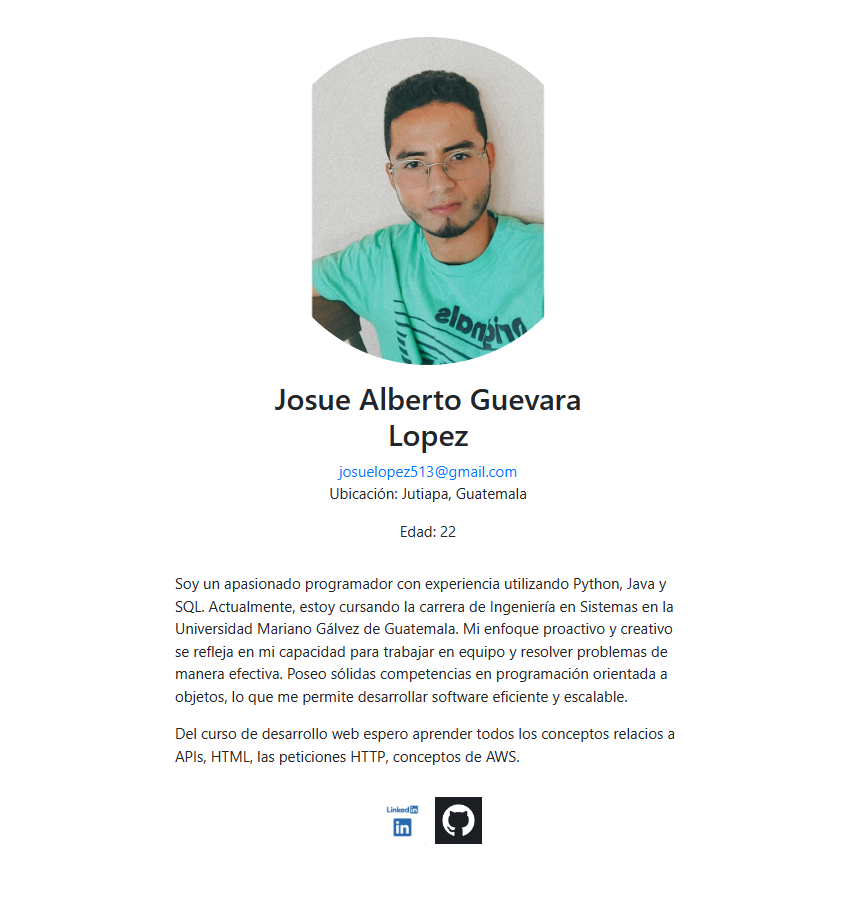 originals
Josue Alberto Guevara
Lopez
josuelopez513@gmail.com
Ubicación: Jutiapa, Guatemala
Edad: 22
Soy un apasionado programador con experiencia utilizando Python, Java y
SQL. Actualmente, estoy cursando la carrera de Ingeniería en Sistemas en la
Universidad Mariano Gálvez de Guatemala. Mi enfoque proactivo y creativo
se refleja en mi capacidad para trabajar en equipo y resolver problemas de
manera efectiva. Poseo sólidas competencias en programación orientada a
objetos, lo que me permite desarrollar software eficiente y escalable.
Del curso de desarrollo web espero aprender todos los conceptos relacios a
APIs, HTML, las peticiones HTTP, conceptos de AWS.
Linkedin
in